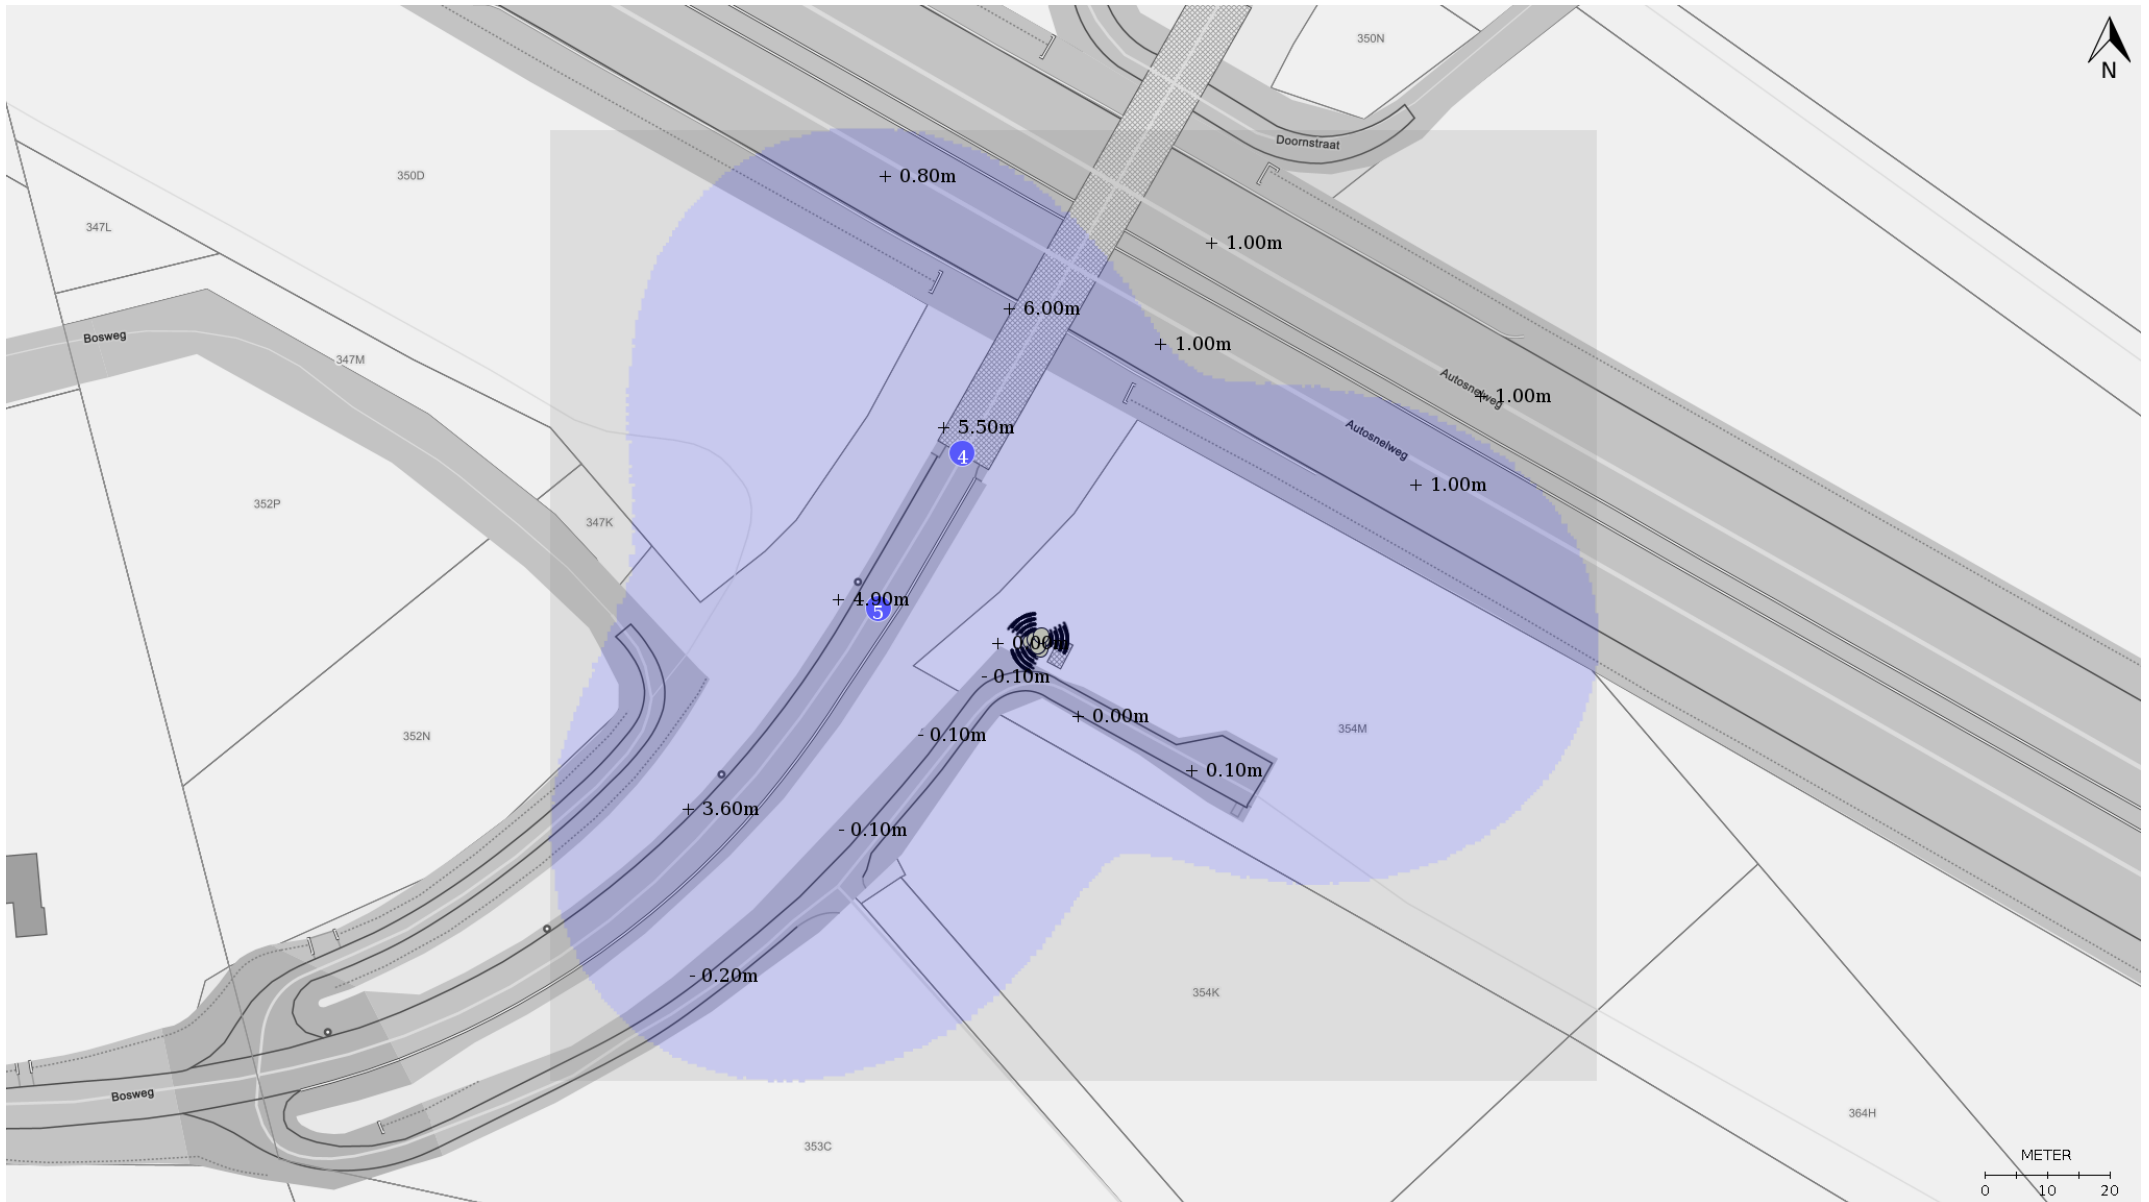 350N
N
Doornstraat
350D
+ 0.80m
347L
+ 1.00m
+ 6.00m
Bosweg
+ 1.00m
347M
Autosnelweg
+ 1.00m
+ 5.50m
Autosnelweg
4
+ 1.00m
352P
347K
+ 4.90m
5
+ 0.00m
- 0.10m
+ 0.00m
352N
- 0.10m
354M
+ 0.10m
+ 3.60m
- 0.10m
- 0.20m
354K
Bosweg
364H
353C
METER
0 10 20